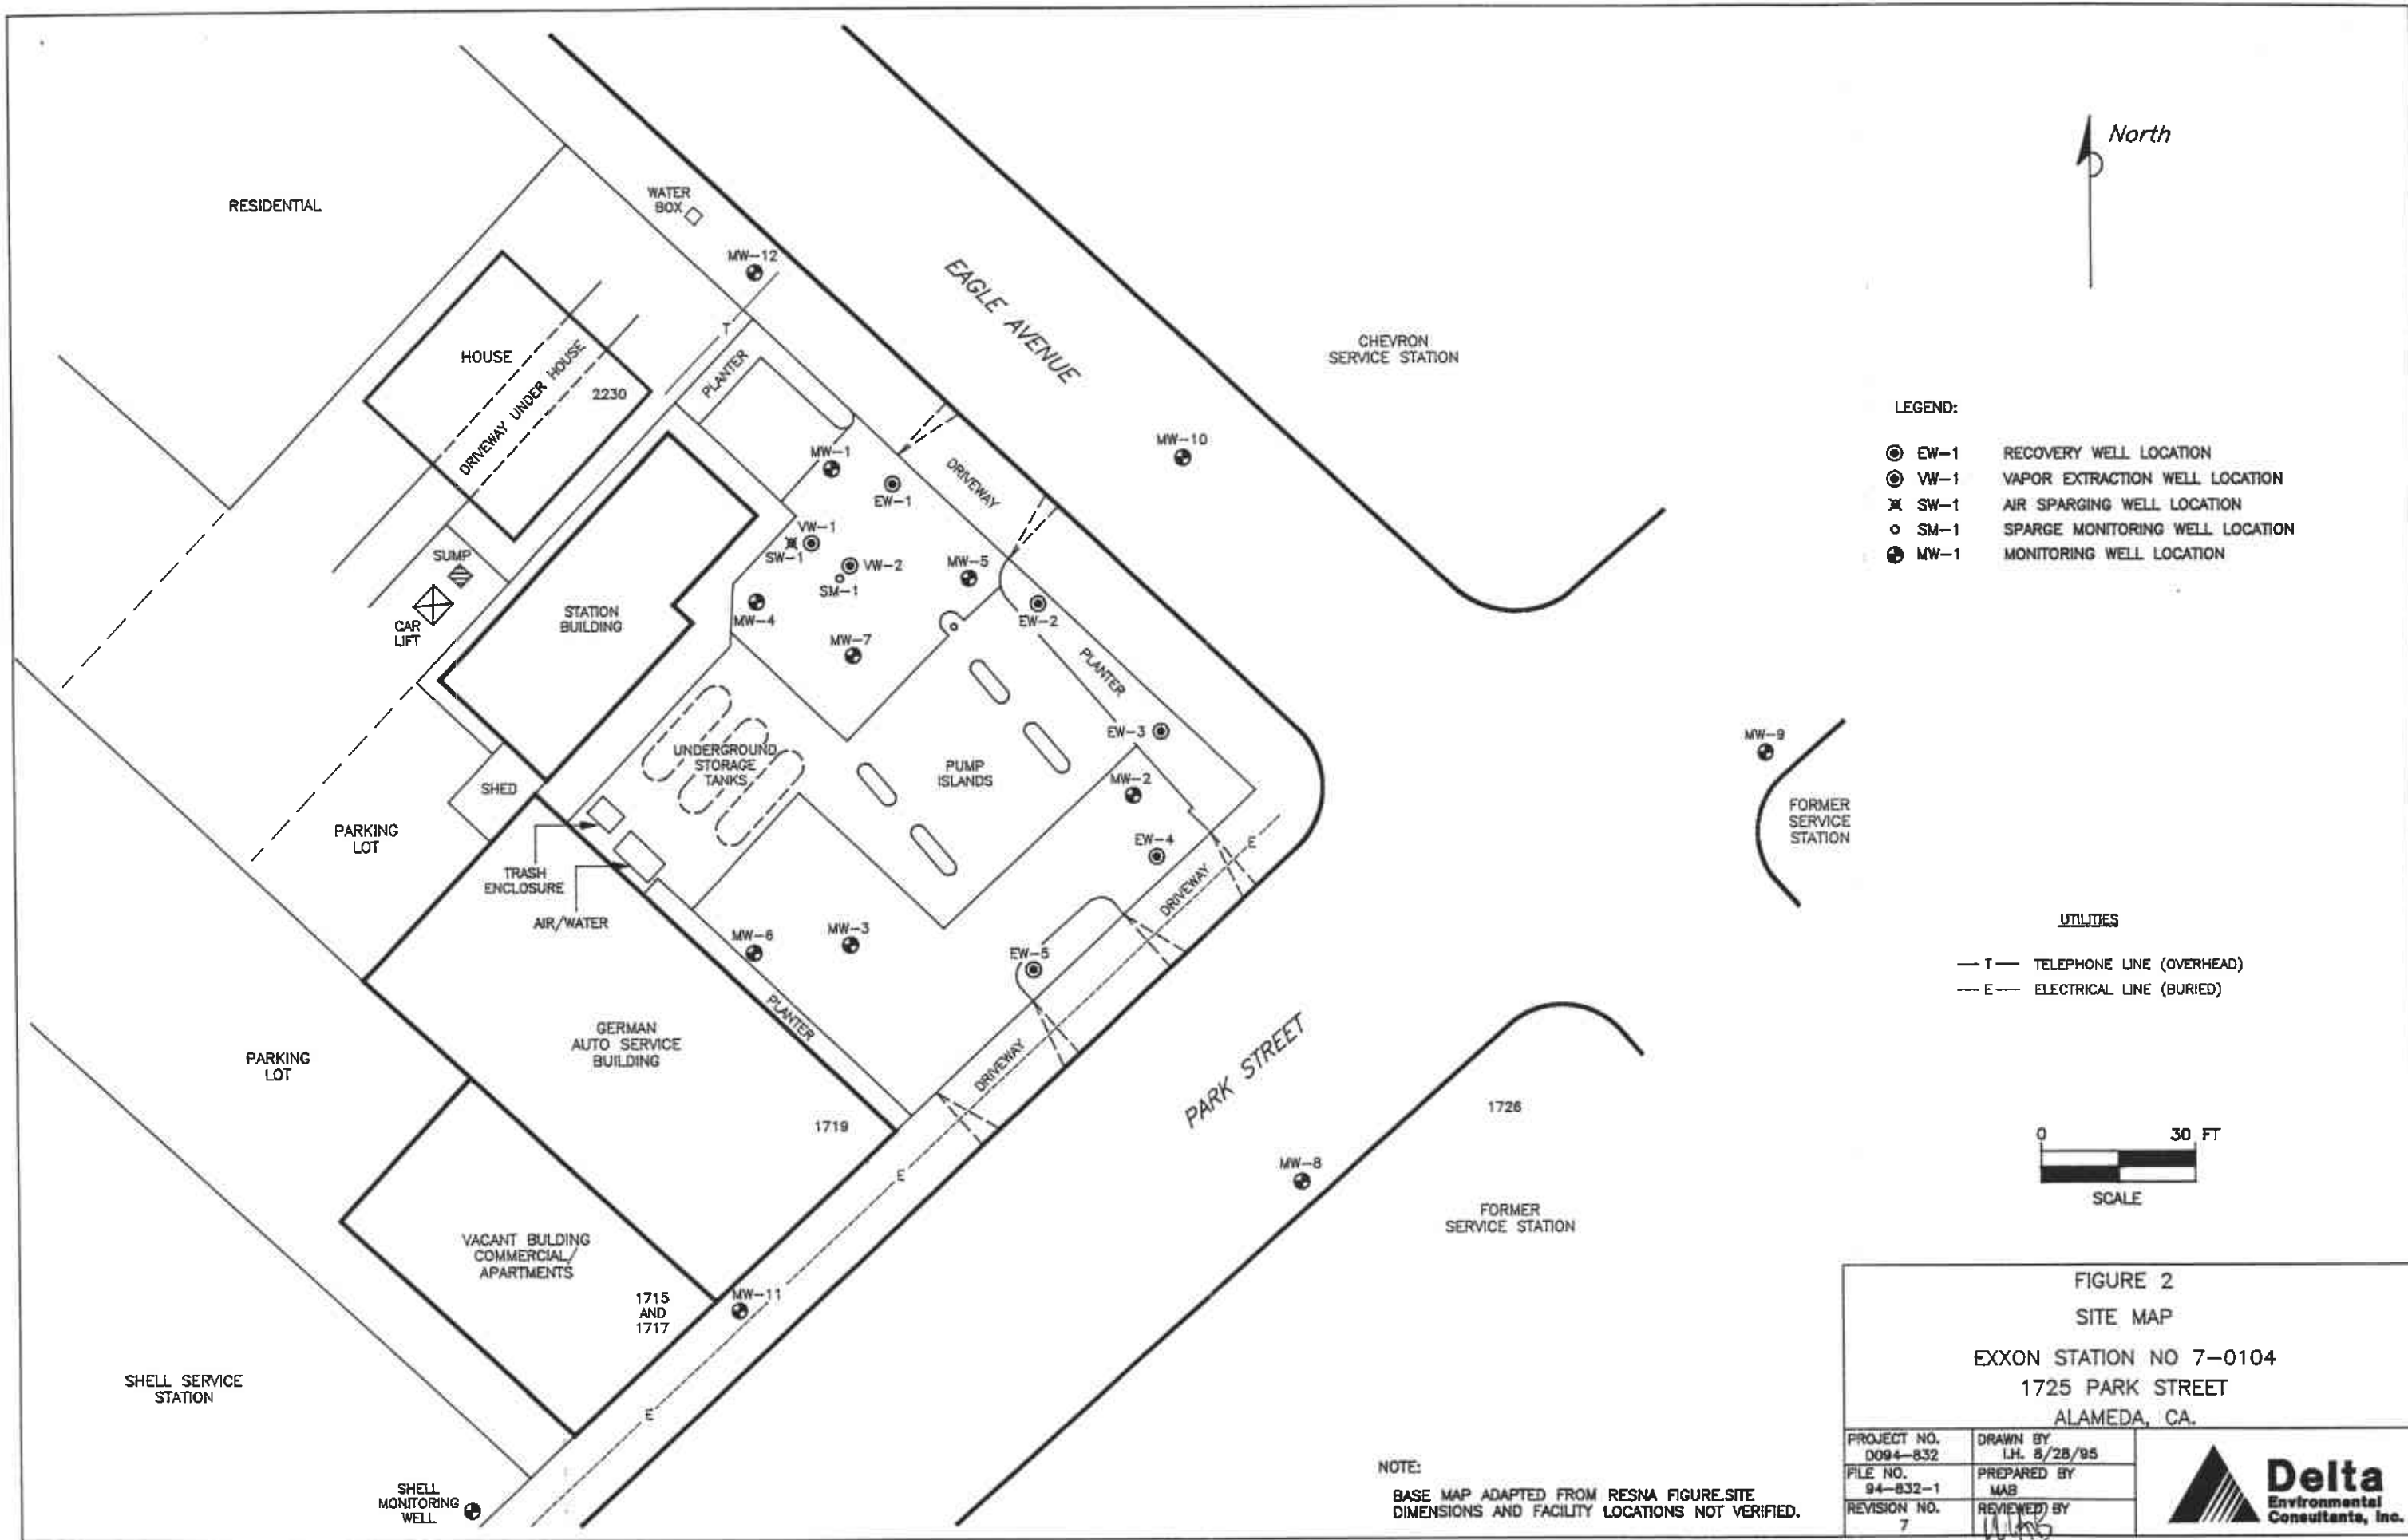 RESIDENTIAL
WATER
BOX
MW-12
T
EAGLE AVENUE
North
CHEVRON
SERVICE STATION
HOUSE
DRIVEWAY UNDER HOUSE
2230
PLANTER
MW-1
EW-1
DRIVEWAY
MW-10
LEGEND:
EW-1 RECOVERY WELL LOCATION
VW-1 VAPOR EXTRACTION WELL LOCATION
SW-1 AIR SPARGING WELL LOCATION
SM-1 SPARGE MONITORING WELL LOCATION
MW-1 MONITORING WELL LOCATION
SUMP
CAR
LIFT
STATION
BUILDING
VW-1
SW-1
VW-2
SM-1
MW-5
MW-4
MW-7
EW-2
PLANTER
EW-3
UNDERGROUND
STORAGE
TANKS
PUMP
ISLANDS
MW-2
EW-4
MW-9
FORMER
SERVICE
STATION
SHED
PARKING
LOT
TRASH
ENCLOSURE
AIR/WATER
MW-6
MW-3
EW-5
DRIVEWAY
E
UTILITIES
T TELEPHONE LINE (OVERHEAD)
E ELECTRICAL LINE (BURIED)
PLANTER
GERMAN
AUTO SERVICE
BUILDING
PARKING
LOT
1719
DRIVEWAY
PARK STREET
1726
MW-8
FORMER
SERVICE STATION
0 30 FT
SCALE
E
VACANT BULDING
COMMERCIAL/
APARTMENTS
1715
AND
1717
MW-11
E
SHELL SERVICE
STATION
SHELL
MONITORING
WELL
NOTE:
BASE MAP ADAPTED FROM RESNA FIGURE.SITE
DIMENSIONS AND FACILITY LOCATIONS NOT VERIFIED.
FIGURE 2
SITE MAP
EXXON STATION NO 7-0104
1725 PARK STREET
ALAMEDA, CA.
PROJECT NO.
D094-832
DRAWN BY
I.H. 8/28/95
FILE NO.
94-832-1
PREPARED BY
MAB
REVISION NO.
7
REVIEWED BY
Delta
Environmental
Consultants, Inc.